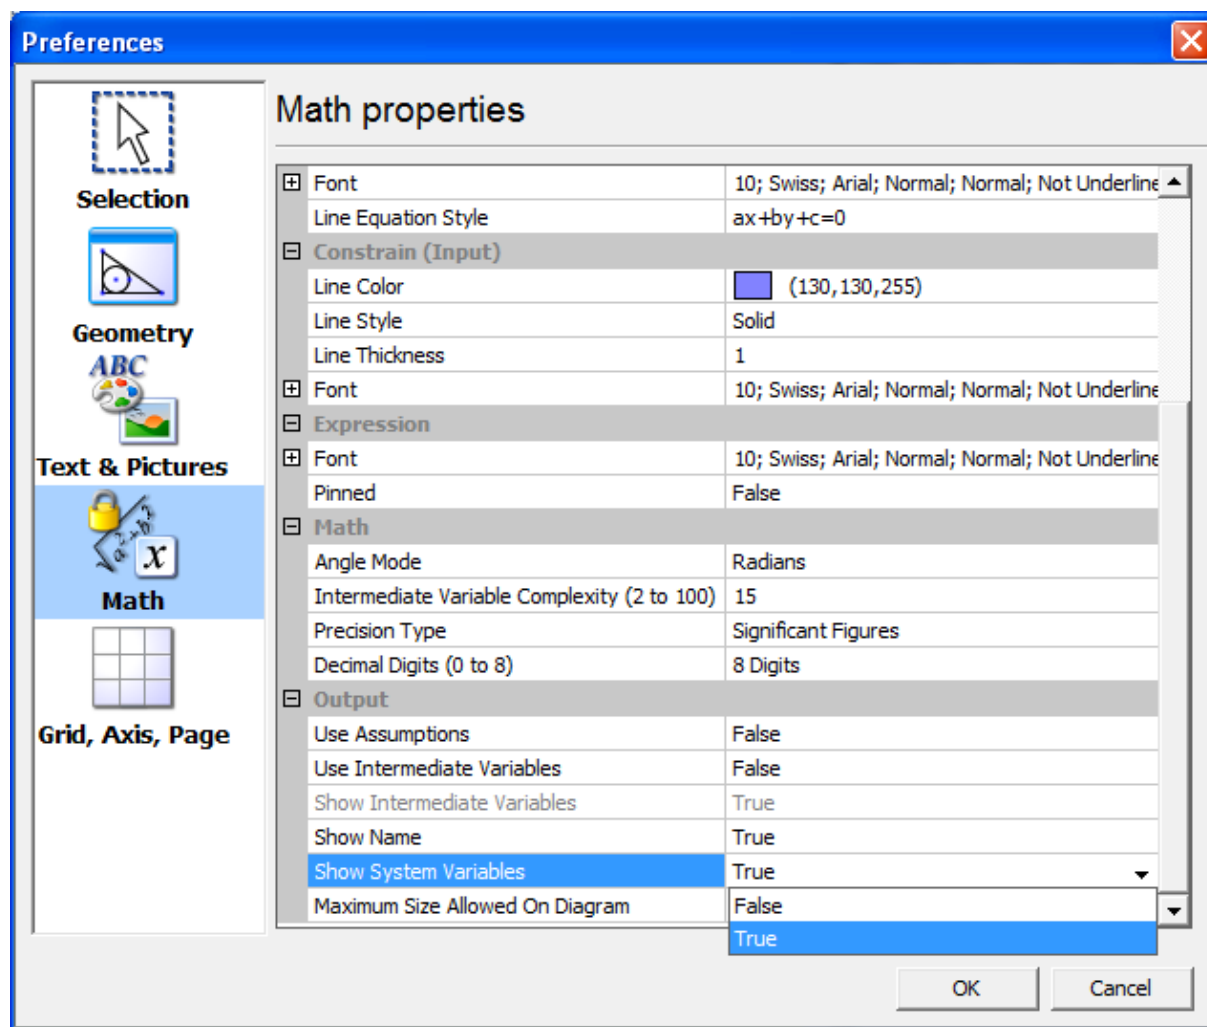 Preferences
Selection
Geometry
ABC
Text & Pictures
x
Math
Grid, Axis, Page
Math properties
Font 10; Swiss; Arial; Normal; Normal; Not Underline
Line Equation Style ax+by+c=0
Constrain (Input)
Line Color (130,130,255)
Line Style Solid
Line Thickness 1
Font 10; Swiss; Arial; Normal; Normal; Not Underline
Expression
Font 10; Swiss; Arial; Normal; Normal; Not Underline
Pinned False
Math
Angle Mode Radians
Intermediate Variable Complexity (2 to 100) 15
Precision Type Significant Figures
Decimal Digits (0 to 8) 8 Digits
Output
Use Assumptions False
Use Intermediate Variables False
Show Intermediate Variables True
Show Name True
Show System Variables True
Maximum Size Allowed On Diagram False
True
OK Cancel